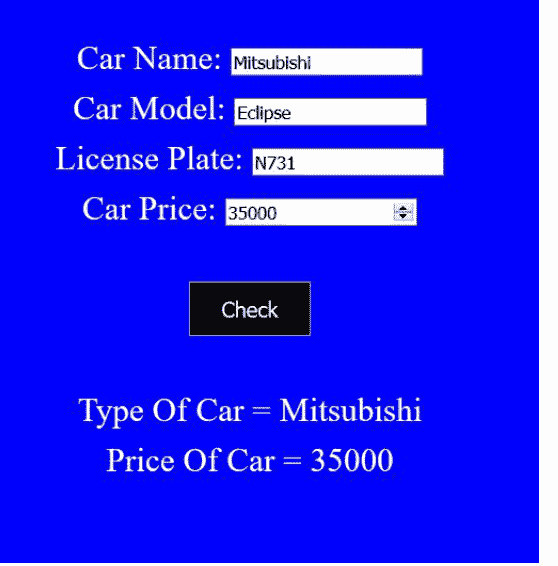 Car Name: Mitsubishi
Car Model: Eclipse
License Plate: N731
Car Price: 35000
Check
Type Of Car = Mitsubishi
Price Of Car = 35000